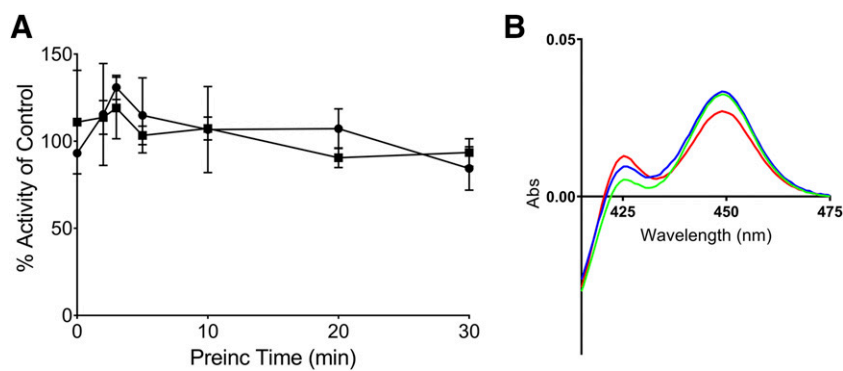 A
150
100
50
0
% Activity of Control
0 10 20 30
Preinc Time (min)
B
0.05
0.00
Abs
425 450 475
Wavelength (nm)